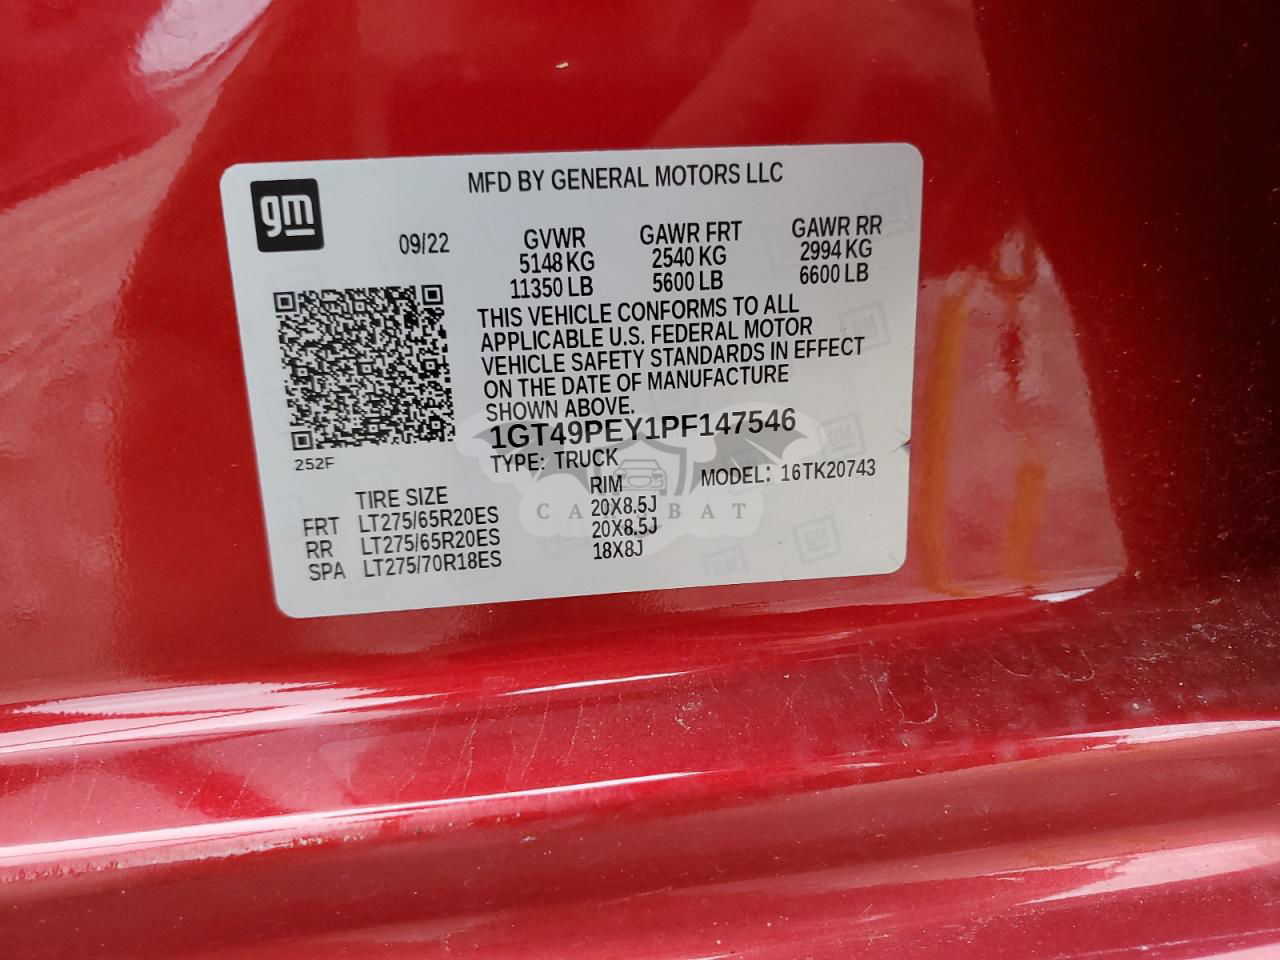 MFD BY GENERAL MOTORS LLC
gm
09/22
GVWR GAWR FRT GAWR RR
5148 KG 2540 KG 2994 KG
11350 LB 5600 LB 6600 LB
THIS VEHICLE CONFORMS TO ALL
APPLICABLE U.S. FEDERAL MOTOR
VEHICLE SAFETY STANDARDS IN EFFECT
ON THE DATE OF MANUFACTURE
SHOWN ABOVE.
1GT49PEY1PF147546
252F
TYPE: TRUCK
MODEL: 16TK20743
TIRE SIZE RIM
FRT LT275/65R20ES 20X8.5J
RR LT275/65R20ES 20X8.5J
SPA LT275/70R18ES 18X8J